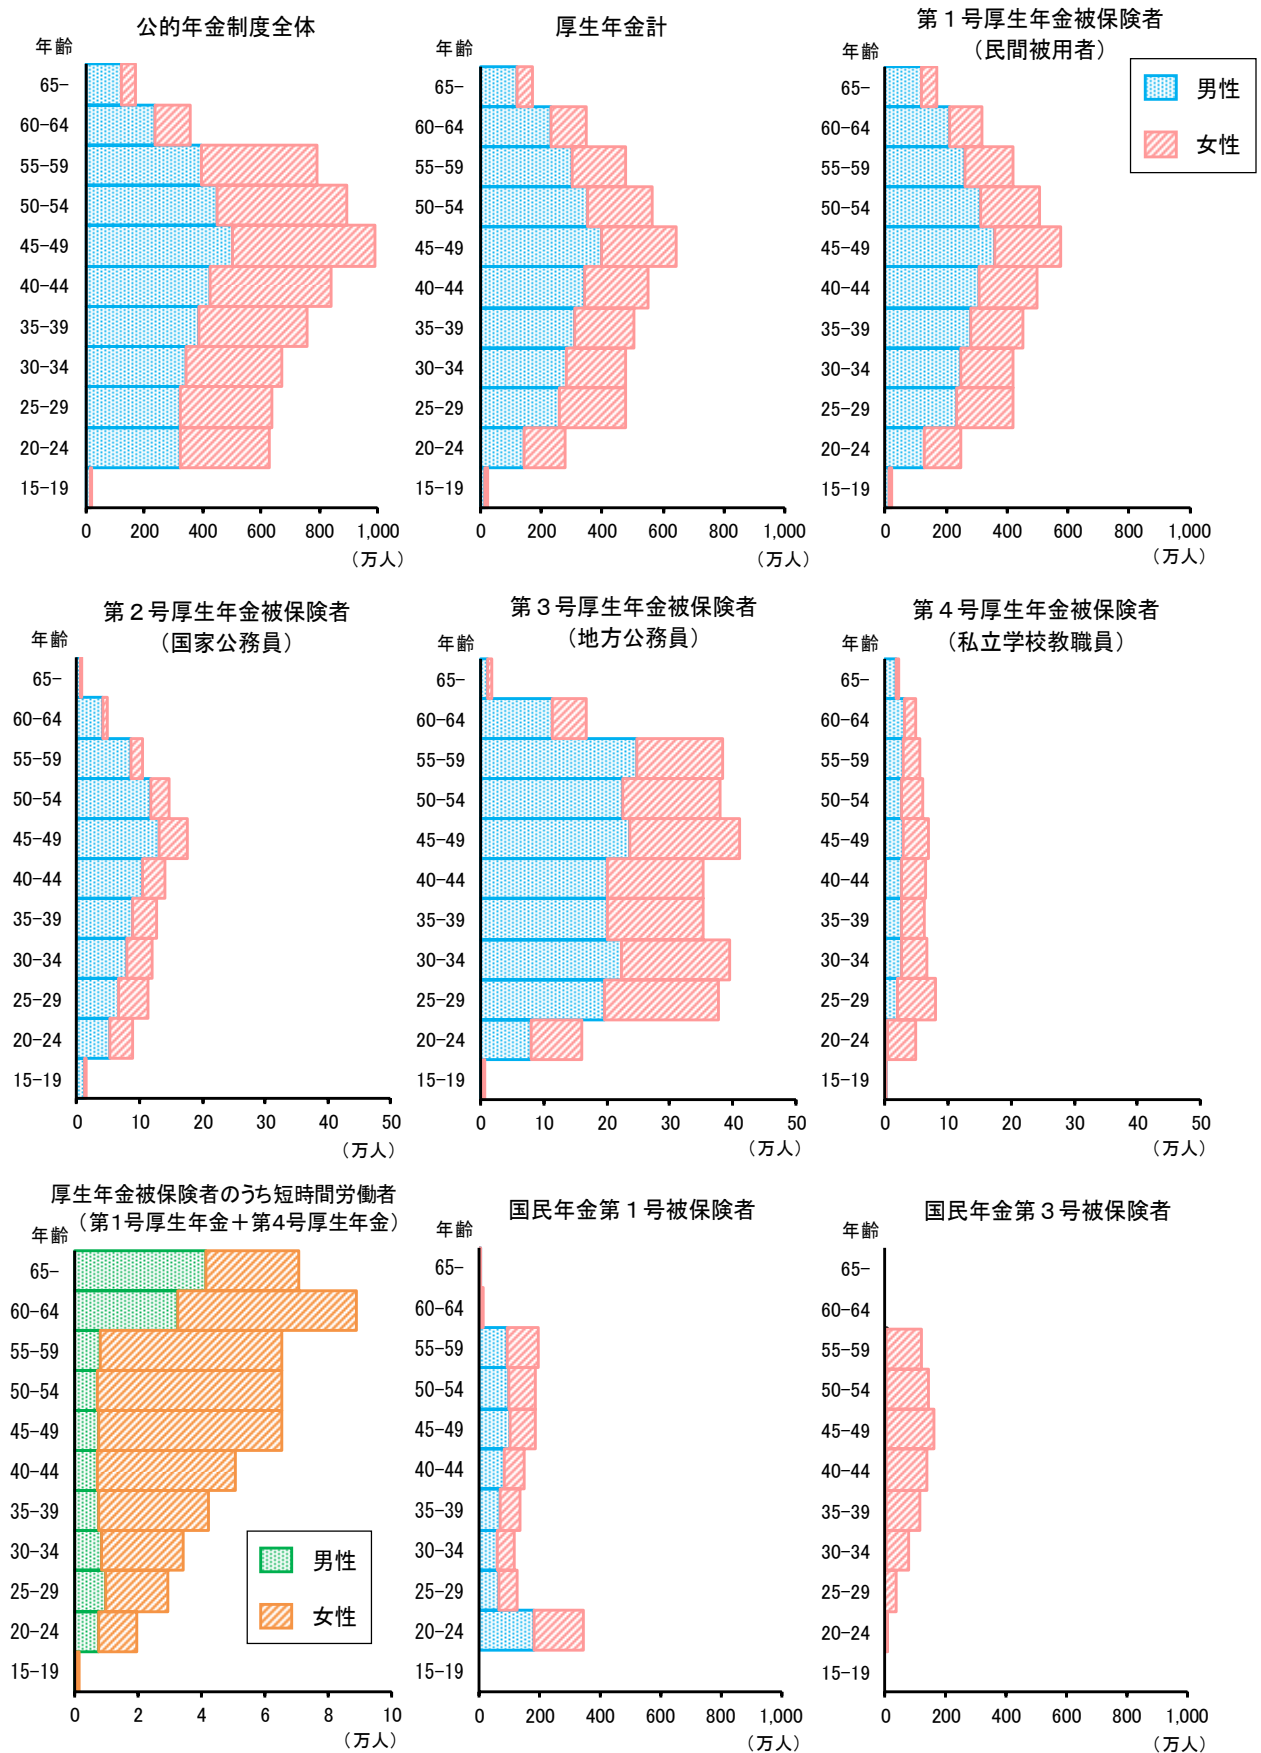 公的年金制度全体
年齢
65−
60−64
55−59
50−54
45−49
40−44
35−39
30−34
25−29
20−24
15−19
0 200 400 600 800 1,000
（万人）
厚生年金計
年齢
65−
60−64
55−59
50−54
45−49
40−44
35−39
30−34
25−29
20−24
15−19
0 200 400 600 800 1,000
（万人）
第１号厚生年金被保険者
（民間被用者）
年齢
65−
60−64
55−59
50−54
45−49
40−44
35−39
30−34
25−29
20−24
15−19
0 200 400 600 800 1,000
（万人）
男性
女性
第２号厚生年金被保険者
（国家公務員）
年齢
65−
60−64
55−59
50−54
45−49
40−44
35−39
30−34
25−29
20−24
15−19
0 10 20 30 40 50
（万人）
第３号厚生年金被保険者
（地方公務員）
年齢
65−
60−64
55−59
50−54
45−49
40−44
35−39
30−34
25−29
20−24
15−19
0 10 20 30 40 50
（万人）
第４号厚生年金被保険者
（私立学校教職員）
年齢
65−
60−64
55−59
50−54
45−49
40−44
35−39
30−34
25−29
20−24
15−19
0 10 20 30 40 50
（万人）
厚生年金被保険者のうち短時間労働者
（第1号厚生年金＋第4号厚生年金）
年齢
65−
60−64
55−59
50−54
45−49
40−44
35−39
30−34
25−29
20−24
15−19
0 2 4 6 8 10
（万人）
男性
女性
国民年金第１号被保険者
年齢
65−
60−64
55−59
50−54
45−49
40−44
35−39
30−34
25−29
20−24
15−19
0 200 400 600 800 1,000
（万人）
国民年金第３号被保険者
年齢
65−
60−64
55−59
50−54
45−49
40−44
35−39
30−34
25−29
20−24
15−19
0 200 400 600 800 1,000
（万人）